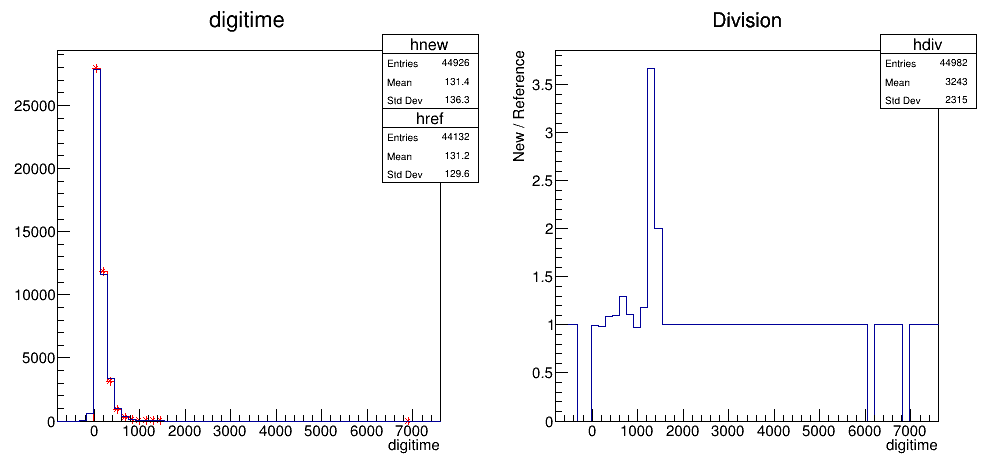 digitime
hnew
Entries 44926
Mean 131.4
Std Dev 136.3
href
Entries 44132
Mean 131.2
Std Dev 129.6
25000
20000
15000
10000
5000
0
0 1000 2000 3000 4000 5000 6000 7000
digitime
Division
hdiv
Entries 44982
Mean 3243
Std Dev 2315
New / Reference
3.5
3
2.5
2
1.5
1
0.5
0
0 1000 2000 3000 4000 5000 6000 7000
digitime